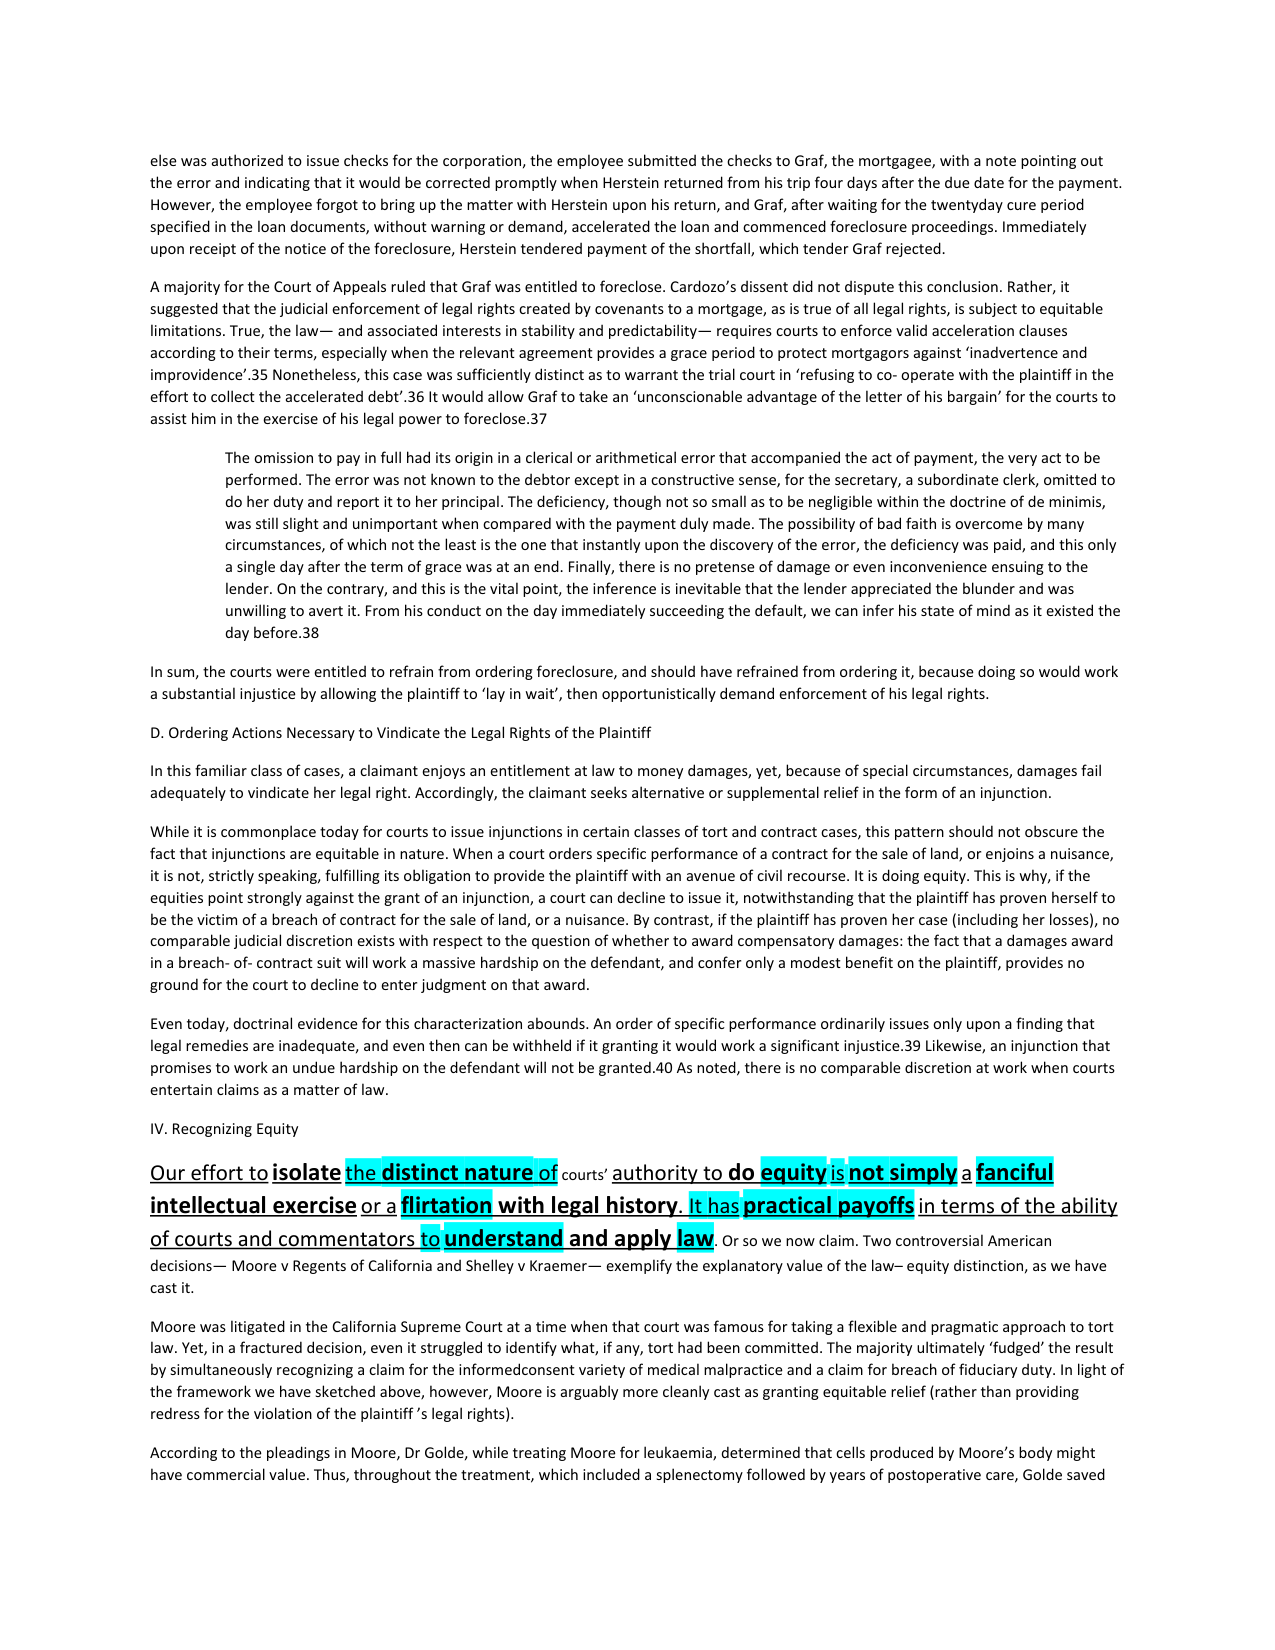 else was authorized to issue checks for the corporation, the employee submitted the checks to Graf, the mortgagee, with a note pointing out
the error and indicating that it would be corrected promptly when Herstein returned from his trip four days after the due date for the payment.
However, the employee forgot to bring up the matter with Herstein upon his return, and Graf, after waiting for the twentyday cure period
specified in the loan documents, without warning or demand, accelerated the loan and commenced foreclosure proceedings. Immediately
upon receipt of the notice of the foreclosure, Herstein tendered payment of the shortfall, which tender Graf rejected.
A majority for the Court of Appeals ruled that Graf was entitled to foreclose. Cardozo’s dissent did not dispute this conclusion. Rather, it
suggested that the judicial enforcement of legal rights created by covenants to a mortgage, as is true of all legal rights, is subject to equitable
limitations. True, the law— and associated interests in stability and predictability— requires courts to enforce valid acceleration clauses
according to their terms, especially when the relevant agreement provides a grace period to protect mortgagors against ‘inadvertence and
improvidence’.35 Nonetheless, this case was sufficiently distinct as to warrant the trial court in ‘refusing to co- operate with the plaintiff in the
effort to collect the accelerated debt’.36 It would allow Graf to take an ‘unconscionable advantage of the letter of his bargain’ for the courts to
assist him in the exercise of his legal power to foreclose.37
The omission to pay in full had its origin in a clerical or arithmetical error that accompanied the act of payment, the very act to be
performed. The error was not known to the debtor except in a constructive sense, for the secretary, a subordinate clerk, omitted to
do her duty and report it to her principal. The deficiency, though not so small as to be negligible within the doctrine of de minimis,
was still slight and unimportant when compared with the payment duly made. The possibility of bad faith is overcome by many
circumstances, of which not the least is the one that instantly upon the discovery of the error, the deficiency was paid, and this only
a single day after the term of grace was at an end. Finally, there is no pretense of damage or even inconvenience ensuing to the
lender. On the contrary, and this is the vital point, the inference is inevitable that the lender appreciated the blunder and was
unwilling to avert it. From his conduct on the day immediately succeeding the default, we can infer his state of mind as it existed the
day before.38
In sum, the courts were entitled to refrain from ordering foreclosure, and should have refrained from ordering it, because doing so would work
a substantial injustice by allowing the plaintiff to ‘lay in wait’, then opportunistically demand enforcement of his legal rights.
D. Ordering Actions Necessary to Vindicate the Legal Rights of the Plaintiff
In this familiar class of cases, a claimant enjoys an entitlement at law to money damages, yet, because of special circumstances, damages fail
adequately to vindicate her legal right. Accordingly, the claimant seeks alternative or supplemental relief in the form of an injunction.
While it is commonplace today for courts to issue injunctions in certain classes of tort and contract cases, this pattern should not obscure the
fact that injunctions are equitable in nature. When a court orders specific performance of a contract for the sale of land, or enjoins a nuisance,
it is not, strictly speaking, fulfilling its obligation to provide the plaintiff with an avenue of civil recourse. It is doing equity. This is why, if the
equities point strongly against the grant of an injunction, a court can decline to issue it, notwithstanding that the plaintiff has proven herself to
be the victim of a breach of contract for the sale of land, or a nuisance. By contrast, if the plaintiff has proven her case (including her losses), no
comparable judicial discretion exists with respect to the question of whether to award compensatory damages: the fact that a damages award
in a breach- of- contract suit will work a massive hardship on the defendant, and confer only a modest benefit on the plaintiff, provides no
ground for the court to decline to enter judgment on that award.
Even today, doctrinal evidence for this characterization abounds. An order of specific performance ordinarily issues only upon a finding that
legal remedies are inadequate, and even then can be withheld if it granting it would work a significant injustice.39 Likewise, an injunction that
promises to work an undue hardship on the defendant will not be granted.40 As noted, there is no comparable discretion at work when courts
entertain claims as a matter of law.
IV. Recognizing Equity
Our effort to isolate the distinct nature of courts’ authority to do equity is not simply a fanciful
intellectual exercise or a flirtation with legal history. It has practical payoffs in terms of the ability
of courts and commentators to understand and apply law. Or so we now claim. Two controversial American
decisions— Moore v Regents of California and Shelley v Kraemer— exemplify the explanatory value of the law– equity distinction, as we have
cast it.
Moore was litigated in the California Supreme Court at a time when that court was famous for taking a flexible and pragmatic approach to tort
law. Yet, in a fractured decision, even it struggled to identify what, if any, tort had been committed. The majority ultimately ‘fudged’ the result
by simultaneously recognizing a claim for the informedconsent variety of medical malpractice and a claim for breach of fiduciary duty. In light of
the framework we have sketched above, however, Moore is arguably more cleanly cast as granting equitable relief (rather than providing
redress for the violation of the plaintiff ’s legal rights).
According to the pleadings in Moore, Dr Golde, while treating Moore for leukaemia, determined that cells produced by Moore’s body might
have commercial value. Thus, throughout the treatment, which included a splenectomy followed by years of postoperative care, Golde saved